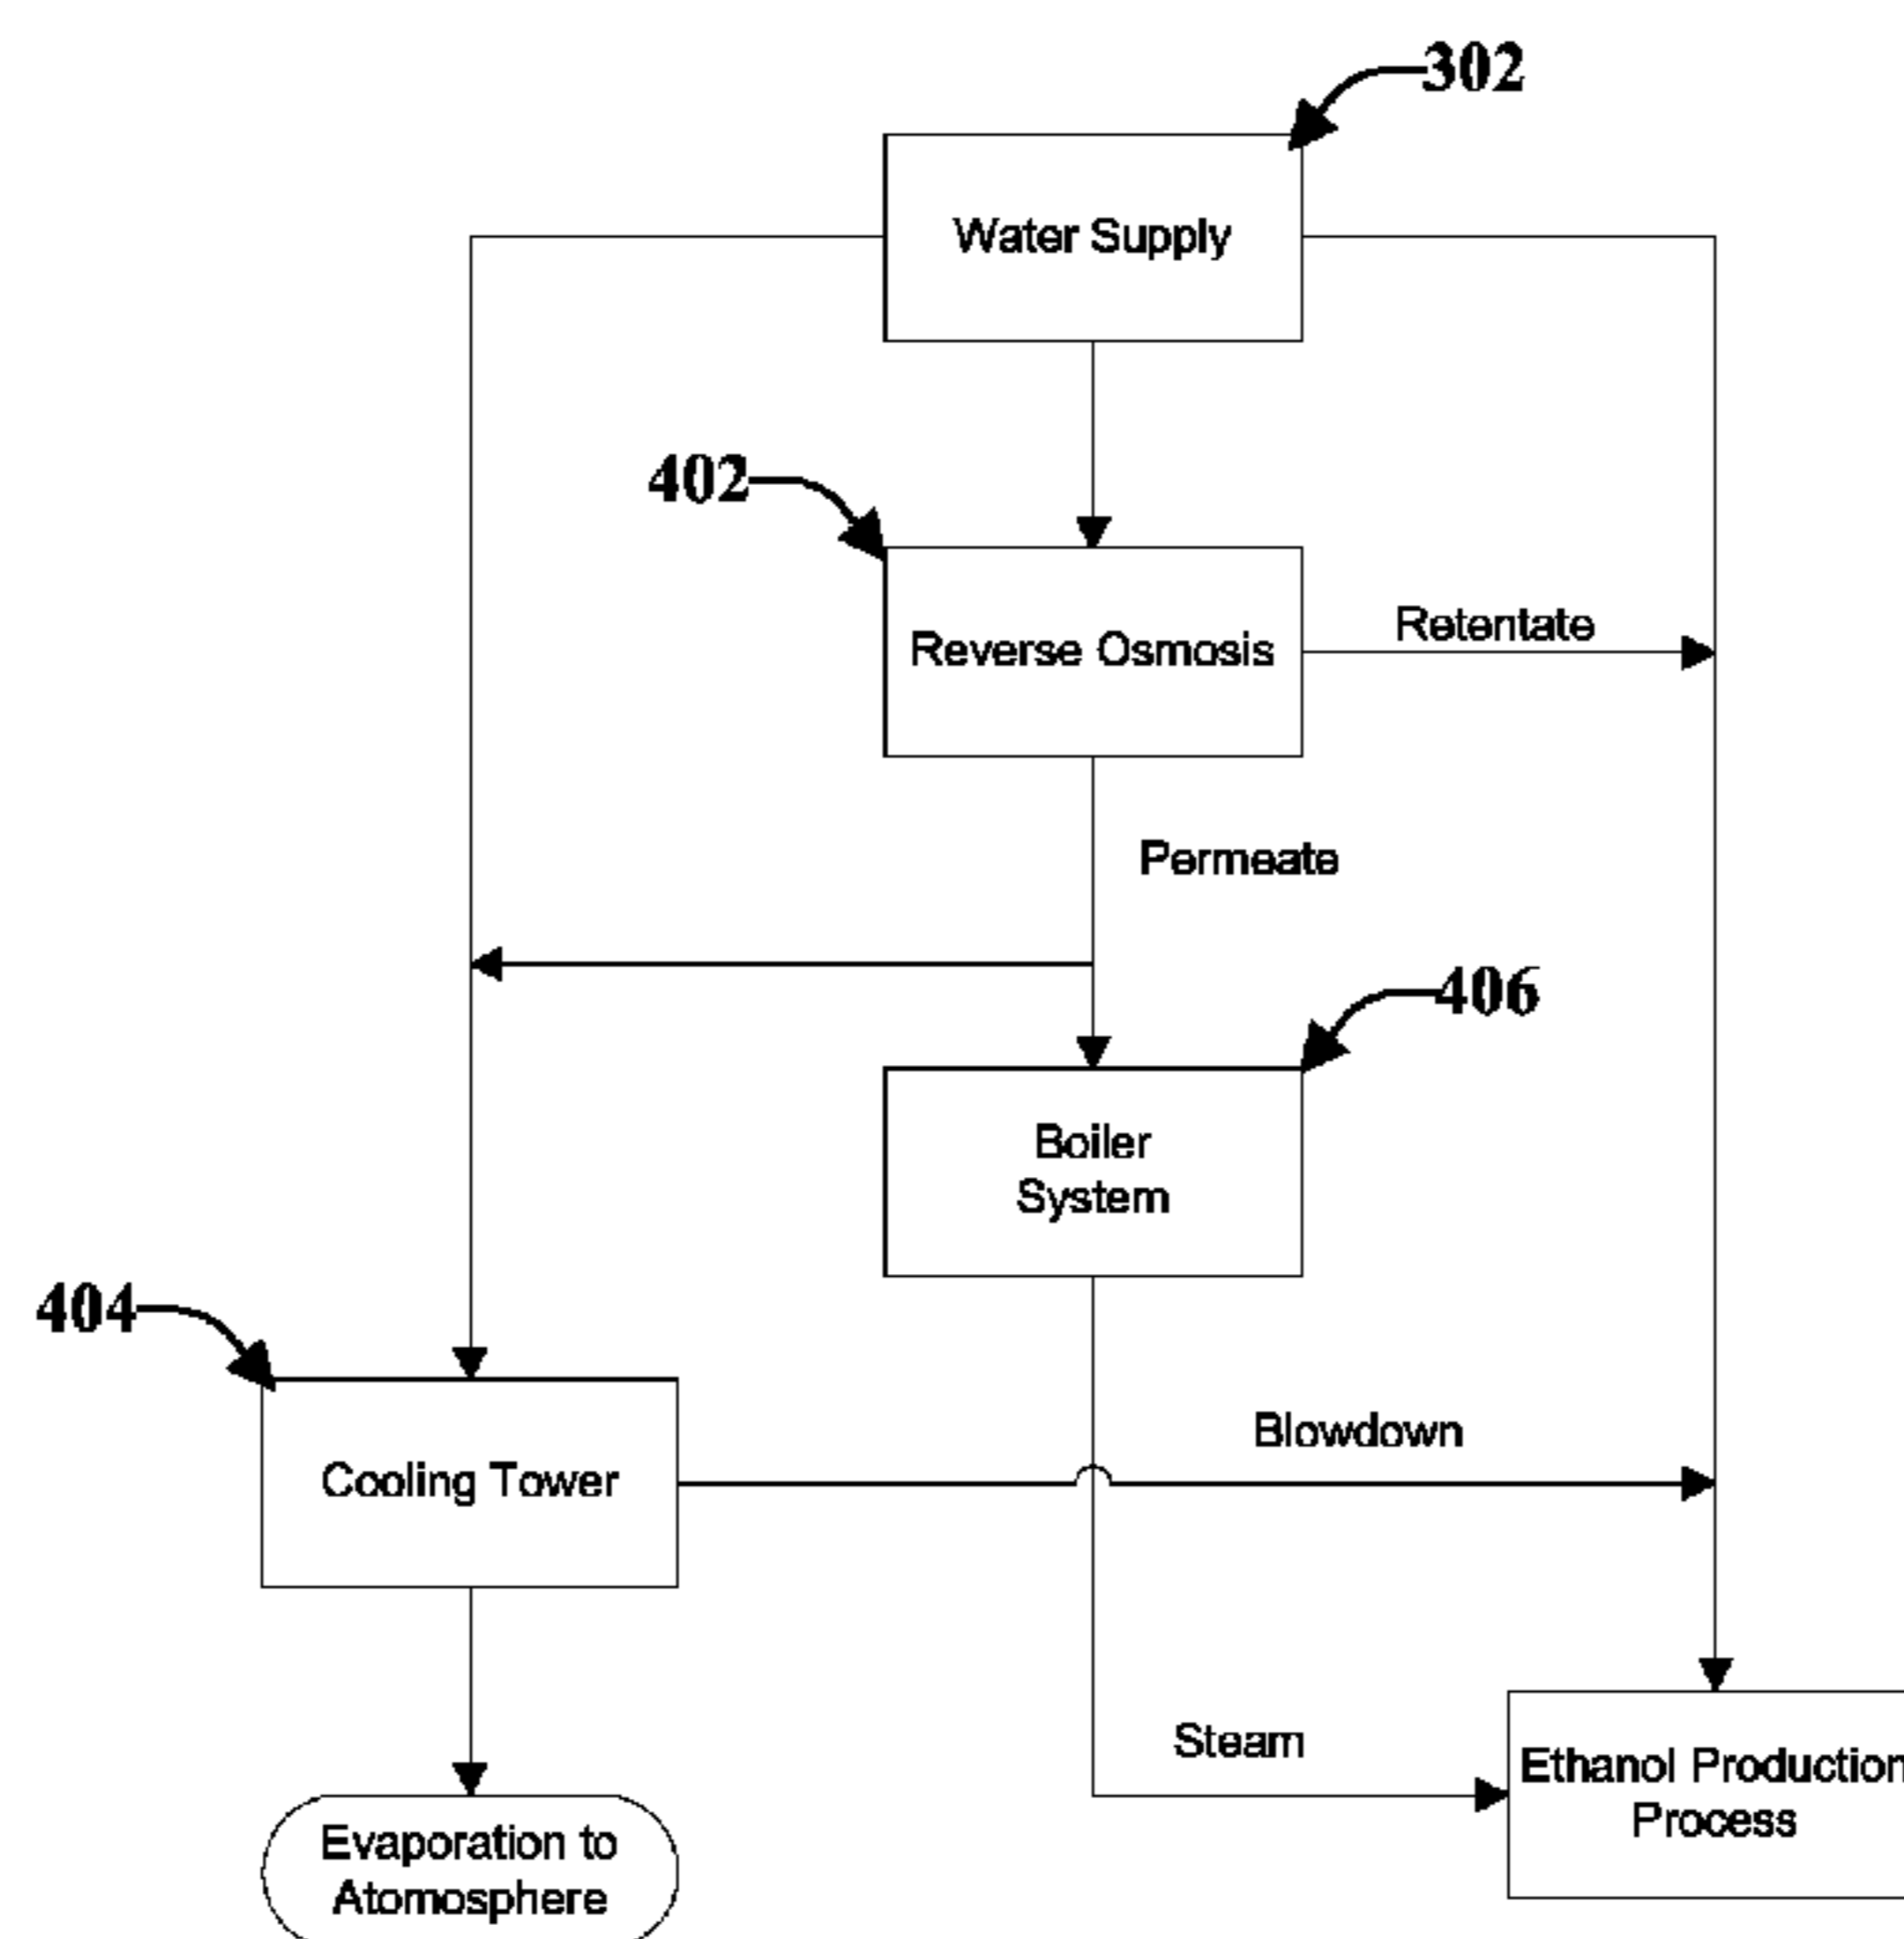 302
Water Supply
402
Reverse Osmosis
Retentate
Permeate
406
Boiler
System
404
Cooling Tower
Blowdown
Steam
Ethanol Production
Process
Evaporation to
Atomosphere